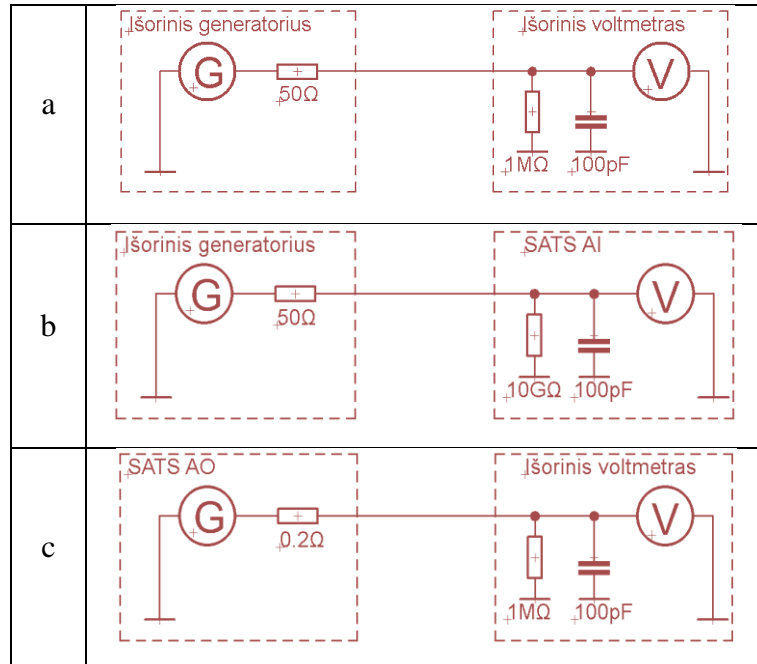 a
Išorinis generatorius
Išorinis voltmetras
G
V
50Ω
1MΩ
100pF
b
Išorinis generatorius
SATS AI
G
V
50Ω
10GΩ
100pF
c
SATS AO
Išorinis voltmetras
G
V
0.2Ω
1MΩ
100pF